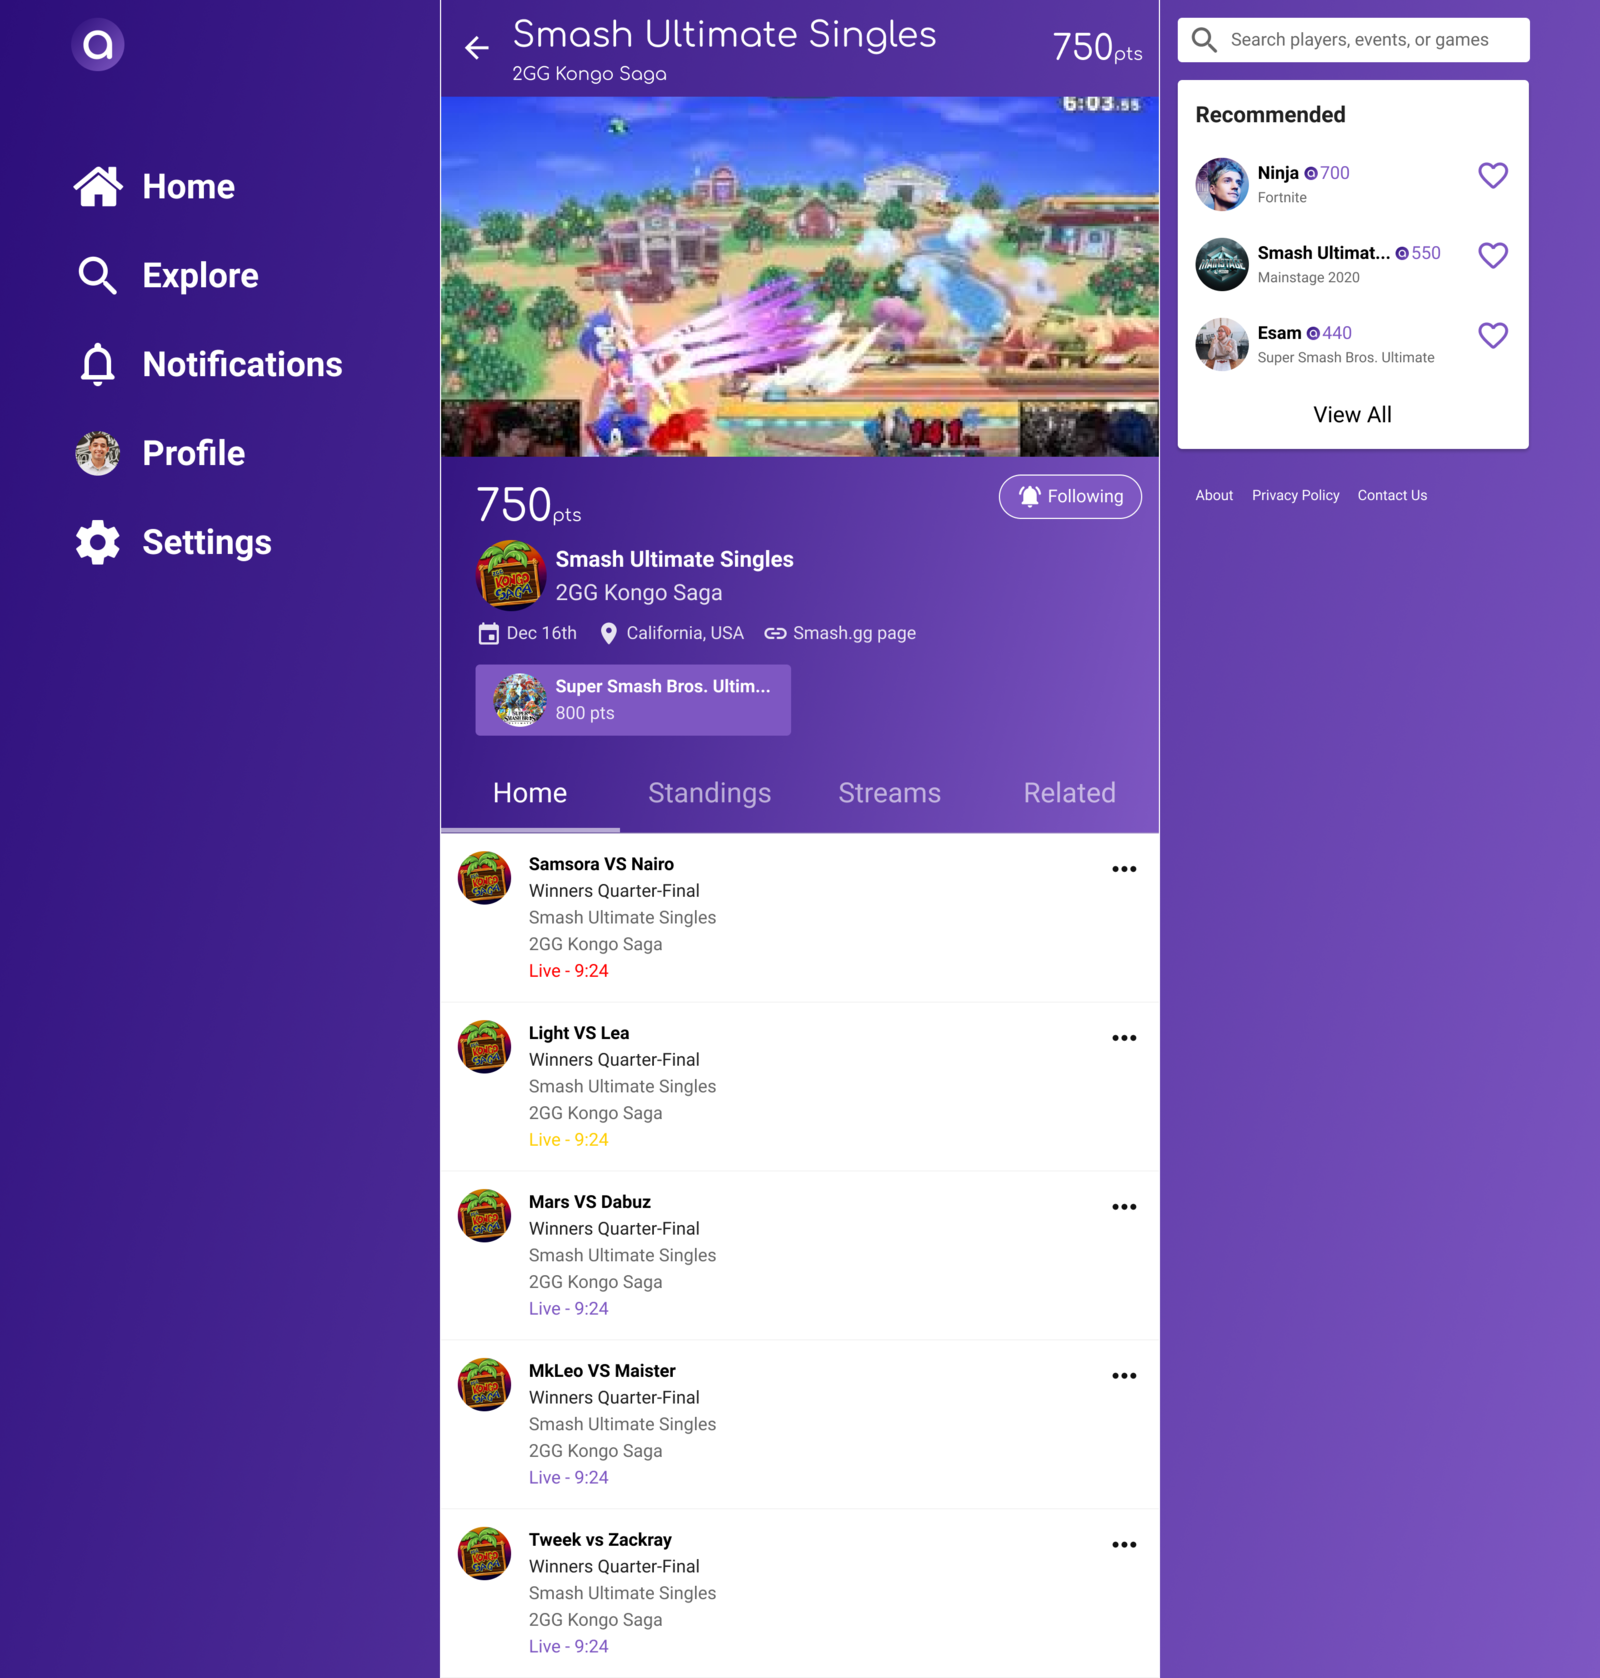 a
Home
Explore
Notifications
Profile
Settings
Smash Ultimate Singles
2GG Kongo Saga
750pts
6:03.55
141
750pts
Following
KONGO
SAGA
Smash Ultimate Singles
2GG Kongo Saga
Dec 16th
California, USA
Smash.gg page
Super Smash Bros. Ultim...
800 pts
Home
Standings
Streams
Related
Samsora VS Nairo
Winners Quarter-Final
Smash Ultimate Singles
2GG Kongo Saga
Live - 9:24
Light VS Lea
Winners Quarter-Final
Smash Ultimate Singles
2GG Kongo Saga
Live - 9:24
Mars VS Dabuz
Winners Quarter-Final
Smash Ultimate Singles
2GG Kongo Saga
Live - 9:24
MkLeo VS Maister
Winners Quarter-Final
Smash Ultimate Singles
2GG Kongo Saga
Live - 9:24
Tweek vs Zackray
Winners Quarter-Final
Smash Ultimate Singles
2GG Kongo Saga
Live - 9:24
Search players, events, or games
Recommended
Ninja a 700
Fortnite
MAINSTAGE
Smash Ultimat... a 550
Mainstage 2020
Esam a 440
Super Smash Bros. Ultimate
View All
About
Privacy Policy
Contact Us